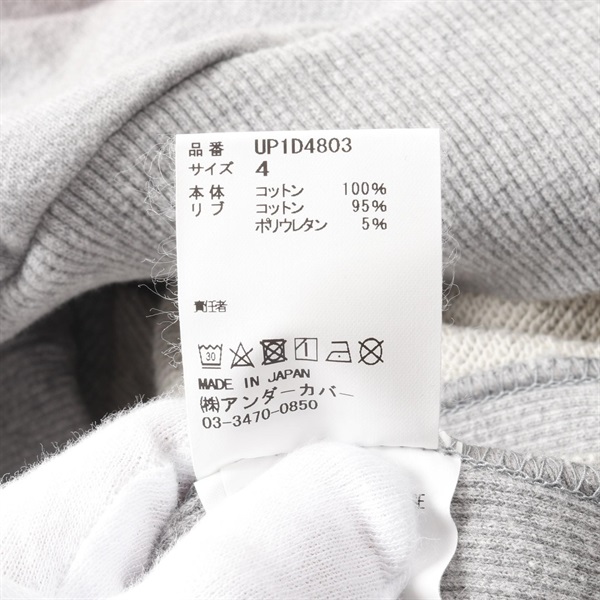 品番 UP1D4803
サイズ 4
本体 コットン 100%
リブ コットン 95%
ポリウレタン 5%
責任者
30
MADE IN JAPAN
㈱アンダーカバー
03-3470-0850